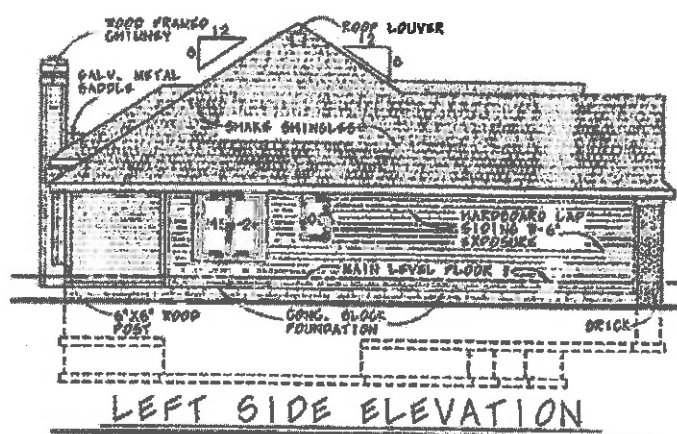 WOOD FRAMED
CHIMNEY
12
8
ROOF LOUVER
12
8
GALV. METAL
SADDLE
SHAKE SHINGLES
HARDBOARD LAP
SIDING W-6"
EXPOSURE
MAIN LEVEL FLOOR
6"X6" WOOD
POST
CONC. BLOCK
FOUNDATION
BRICK
LEFT SIDE ELEVATION